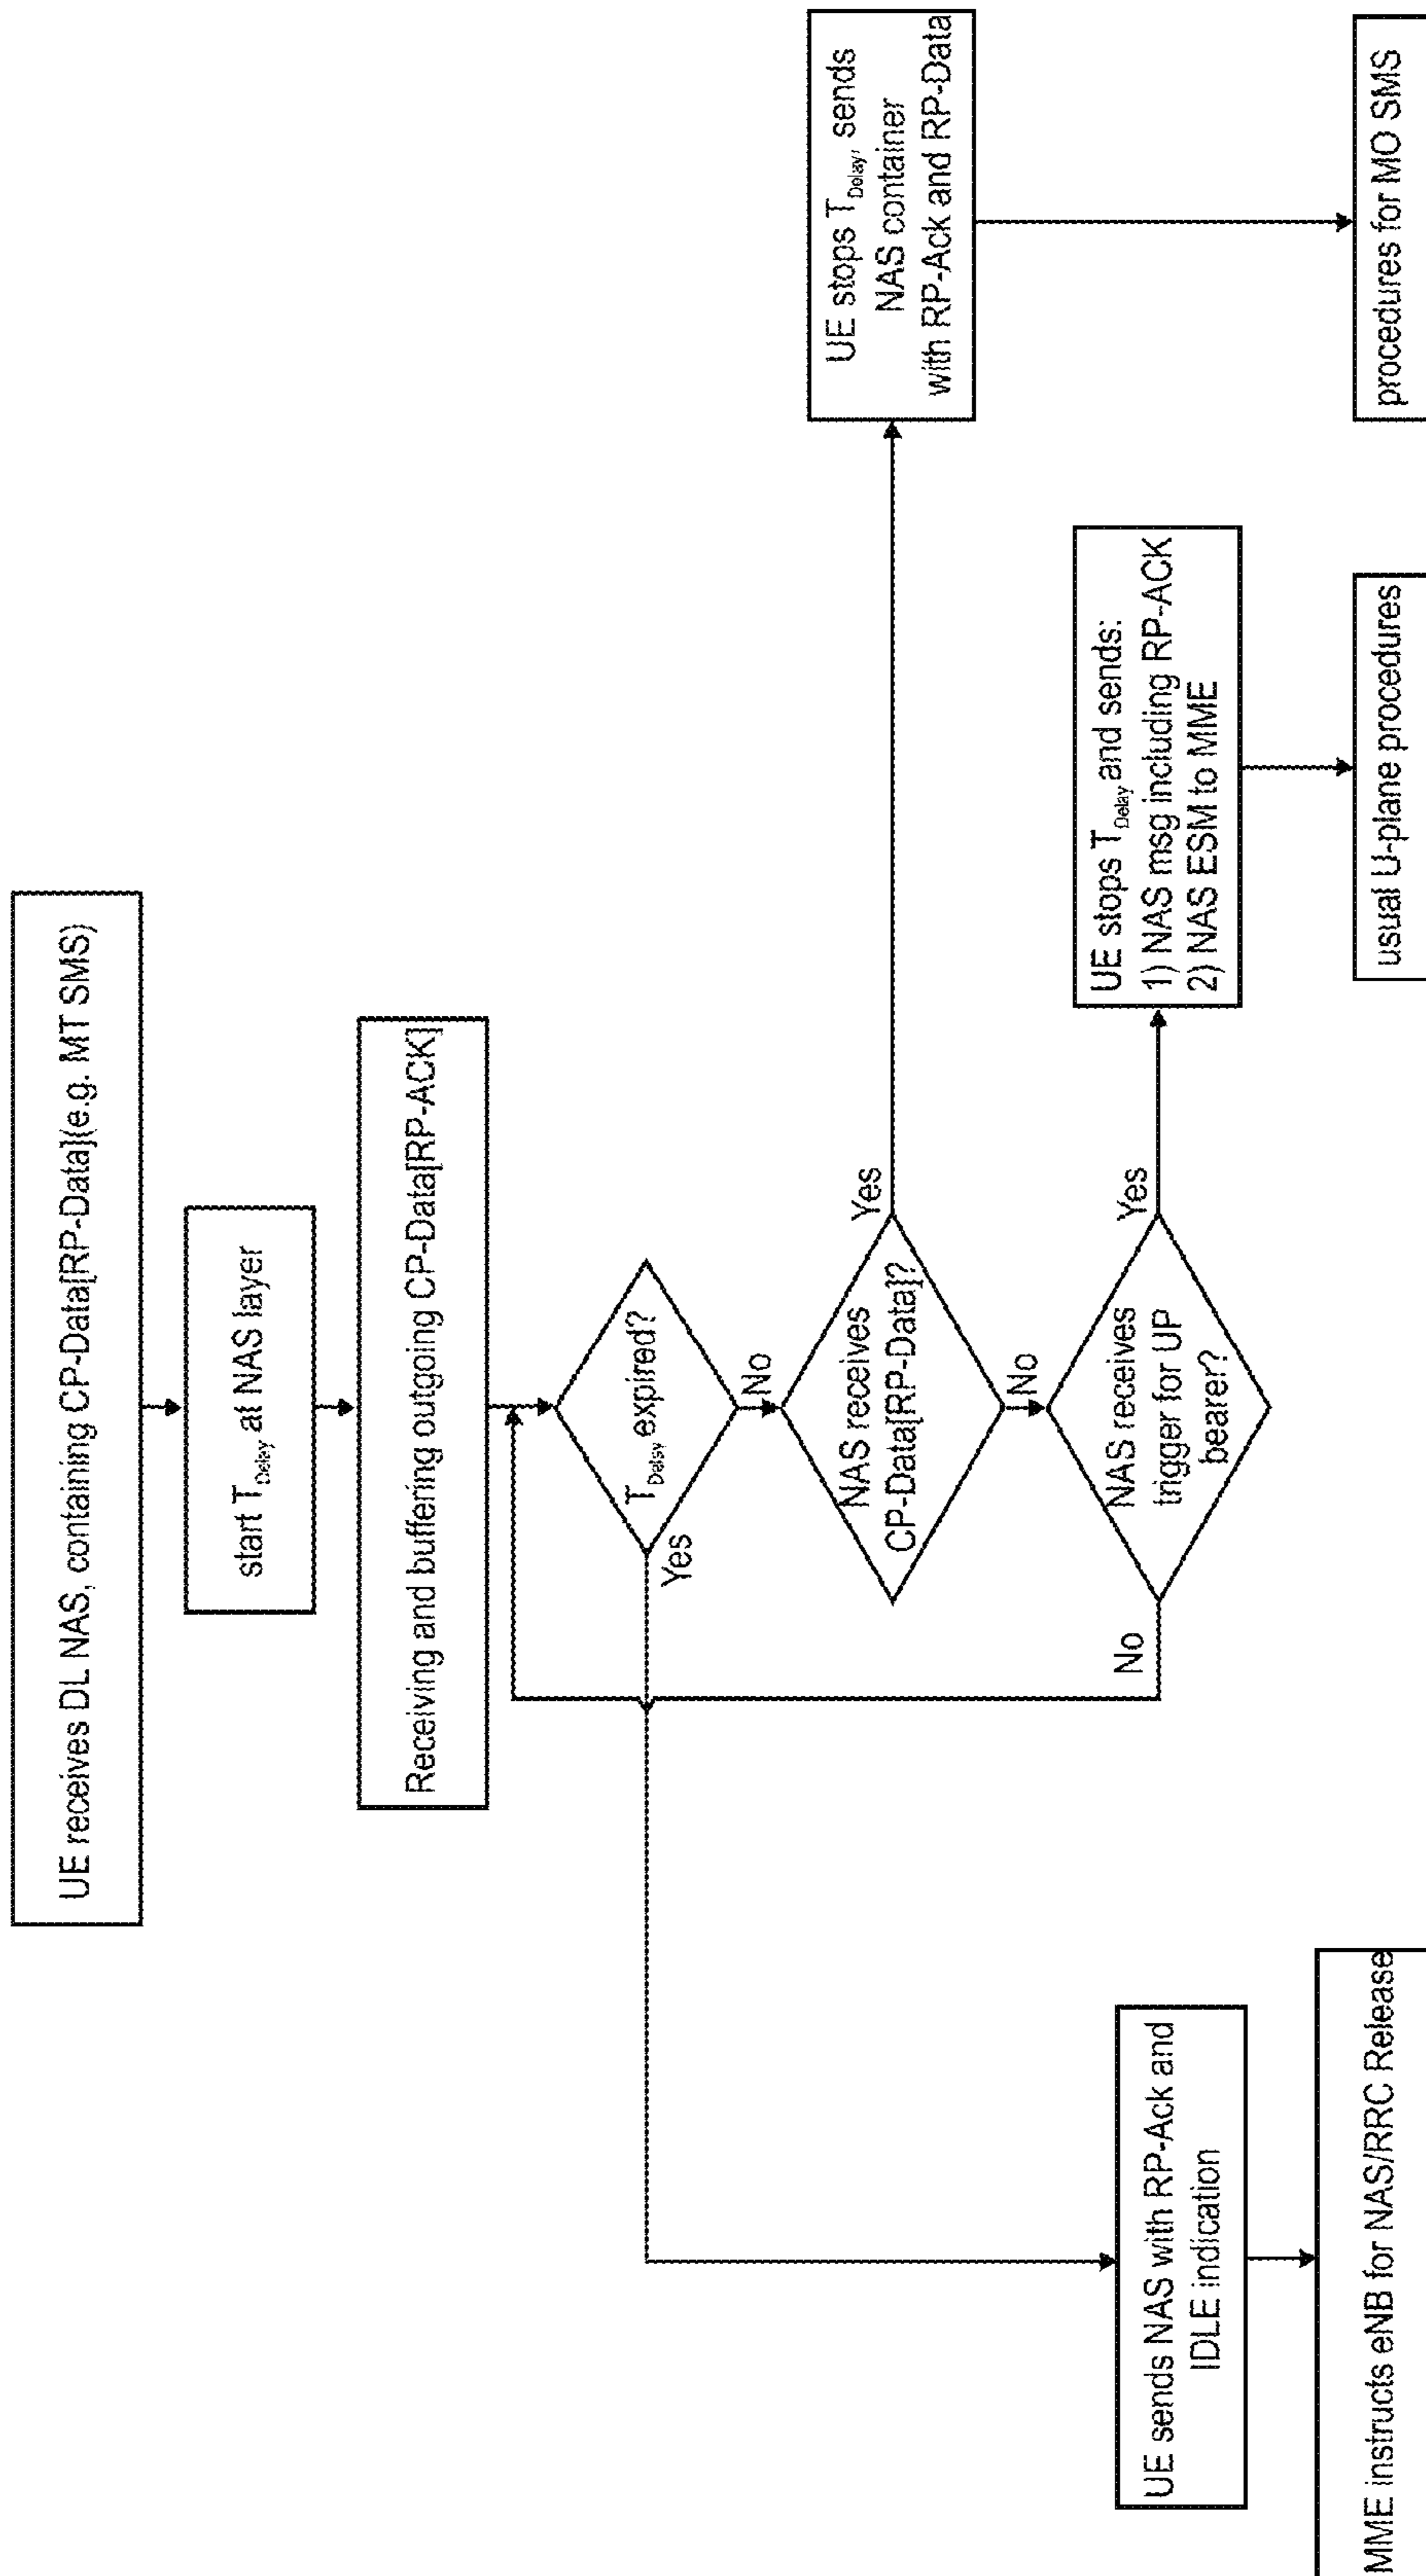 UE receives DL NAS, containing CP-Data[RP-Data](e.g. MT SMS)
start T Delay at NAS layer
Receiving and buffering outgoing CP-Data[RP-ACK]
T Delay expired?
Yes
No
NAS receives
CP-Data[RP-Data]?
Yes
No
NAS receives
trigger for UP
bearer?
Yes
No
UE stops T Delay, sends
NAS container
with RP-Ack and RP-Data
procedures for MO SMS
UE stops T Delay and sends:
1) NAS msg including RP-ACK
2) NAS ESM to MME
usual U-plane procedures
UE sends NAS with RP-Ack and
IDLE indication
MME instructs eNB for NAS/RRC Release